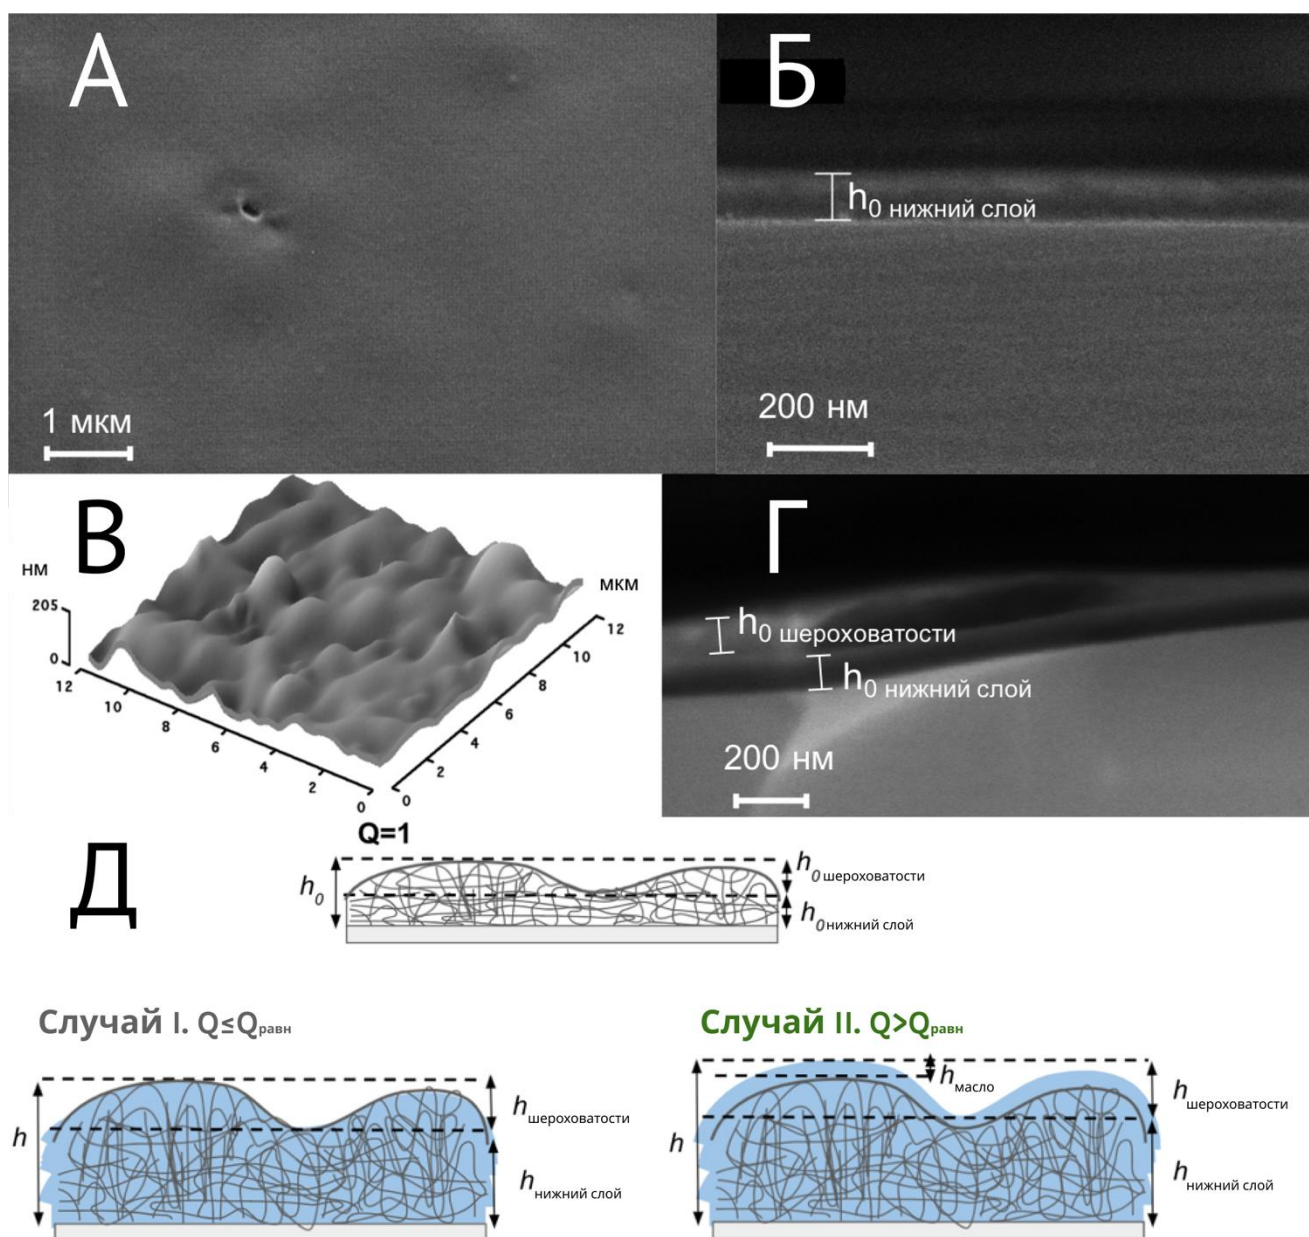 А
Б
h0 нижний слой
1 мкм
200 нм
В
нм
205
0
12
10
8
6
4
2
0
0
2
4
6
8
10
12
мкм
Г
h0 шероховатости
h0 нижний слой
200 нм
Q=1
Д
h0
h0 шероховатости
h0 нижний слой
Случай I. Q≤Qравн
h
hшероховатости
hнижний слой
Случай II. Q>Qравн
h
hмасло
hшероховатости
hнижний слой